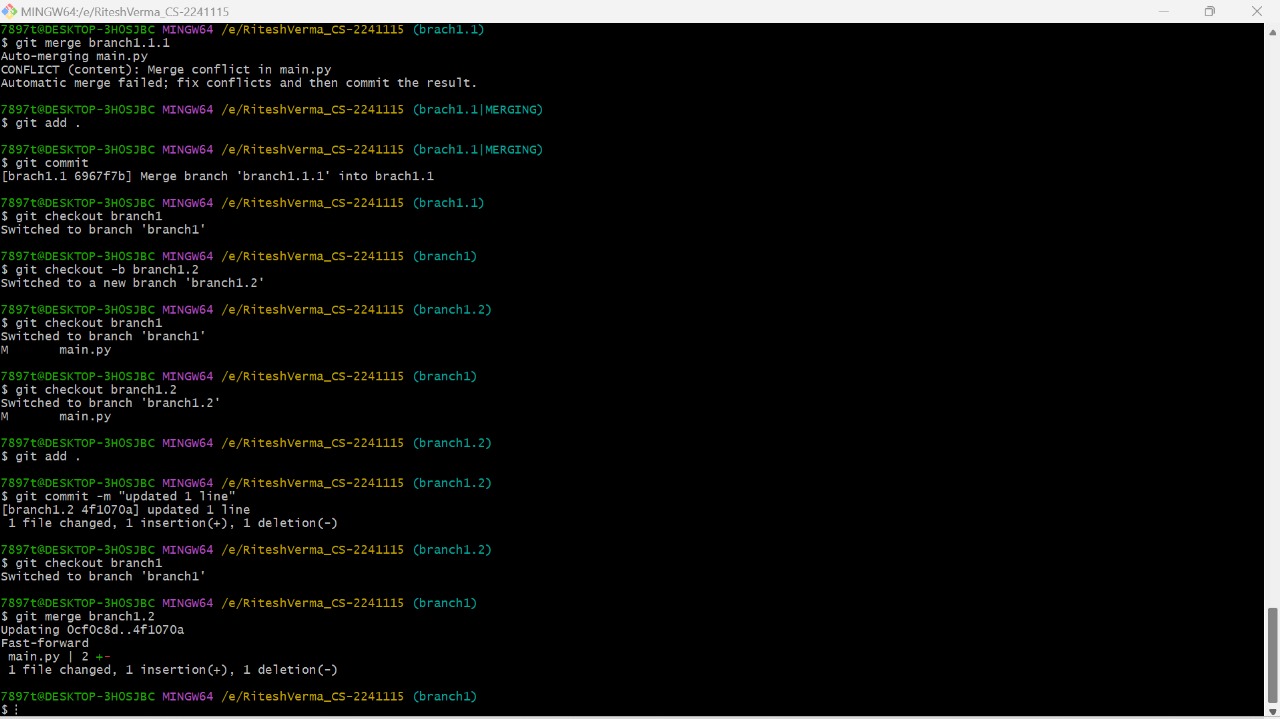 MINGW64:/e/RiteshVerma_CS-2241115
7897t@DESKTOP-3HOSJBC MINGW64 /e/RiteshVerma_CS-2241115 (brach1.1)
$ git merge branch1.1.1
Auto-merging main.py
CONFLICT (content): Merge conflict in main.py
Automatic merge failed; fix conflicts and then commit the result.
7897t@DESKTOP-3HOSJBC MINGW64 /e/RiteshVerma_CS-2241115 (brach1.1|MERGING)
$ git add .
7897t@DESKTOP-3HOSJBC MINGW64 /e/RiteshVerma_CS-2241115 (brach1.1|MERGING)
$ git commit
[brach1.1 6967f7b] Merge branch 'branch1.1.1' into brach1.1
7897t@DESKTOP-3HOSJBC MINGW64 /e/RiteshVerma_CS-2241115 (brach1.1)
$ git checkout branch1
Switched to branch 'branch1'
7897t@DESKTOP-3HOSJBC MINGW64 /e/RiteshVerma_CS-2241115 (branch1)
$ git checkout -b branch1.2
Switched to a new branch 'branch1.2'
7897t@DESKTOP-3HOSJBC MINGW64 /e/RiteshVerma_CS-2241115 (branch1.2)
$ git checkout branch1
Switched to branch 'branch1'
M       main.py
7897t@DESKTOP-3HOSJBC MINGW64 /e/RiteshVerma_CS-2241115 (branch1)
$ git checkout branch1.2
Switched to branch 'branch1.2'
M       main.py
7897t@DESKTOP-3HOSJBC MINGW64 /e/RiteshVerma_CS-2241115 (branch1.2)
$ git add .
7897t@DESKTOP-3HOSJBC MINGW64 /e/RiteshVerma_CS-2241115 (branch1.2)
$ git commit -m "updated 1 line"
[branch1.2 4f1070a] updated 1 line
 1 file changed, 1 insertion(+), 1 deletion(-)
7897t@DESKTOP-3HOSJBC MINGW64 /e/RiteshVerma_CS-2241115 (branch1.2)
$ git checkout branch1
Switched to branch 'branch1'
7897t@DESKTOP-3HOSJBC MINGW64 /e/RiteshVerma_CS-2241115 (branch1)
$ git merge branch1.2
Updating 0cf0c8d..4f1070a
Fast-forward
 main.py | 2 +-
 1 file changed, 1 insertion(+), 1 deletion(-)
7897t@DESKTOP-3HOSJBC MINGW64 /e/RiteshVerma_CS-2241115 (branch1)
$